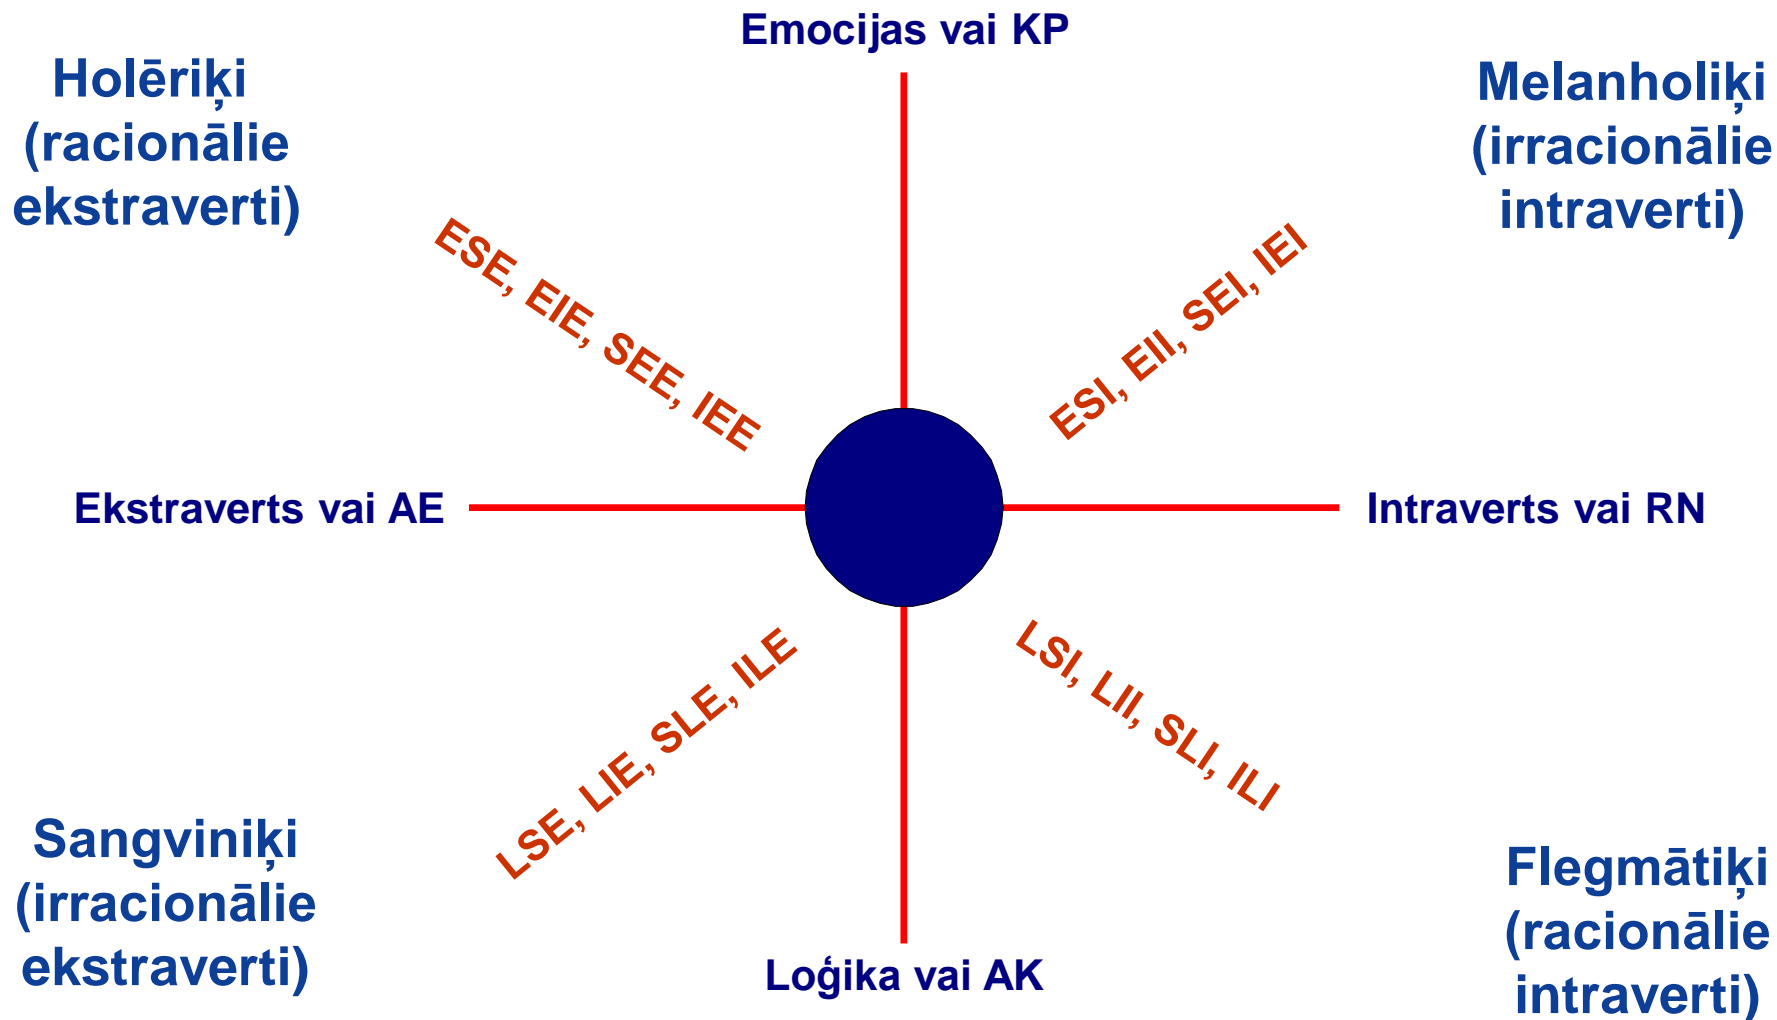 Emocijas vai KP
Holēriķi
(racionālie
ekstraverti)
Melanholiķi
(irracionālie
intraverti)
ESE, EIE, SEE, IEE
ESI, EII, SEI, IEI
Ekstraverts vai AE
Intraverts vai RN
LSE, LIE, SLE, ILE
LSI, LII, SLI, ILI
Sangviniķi
(irracionālie
ekstraverti)
Loģika vai AK
Flegmātiķi
(racionālie
intraverti)